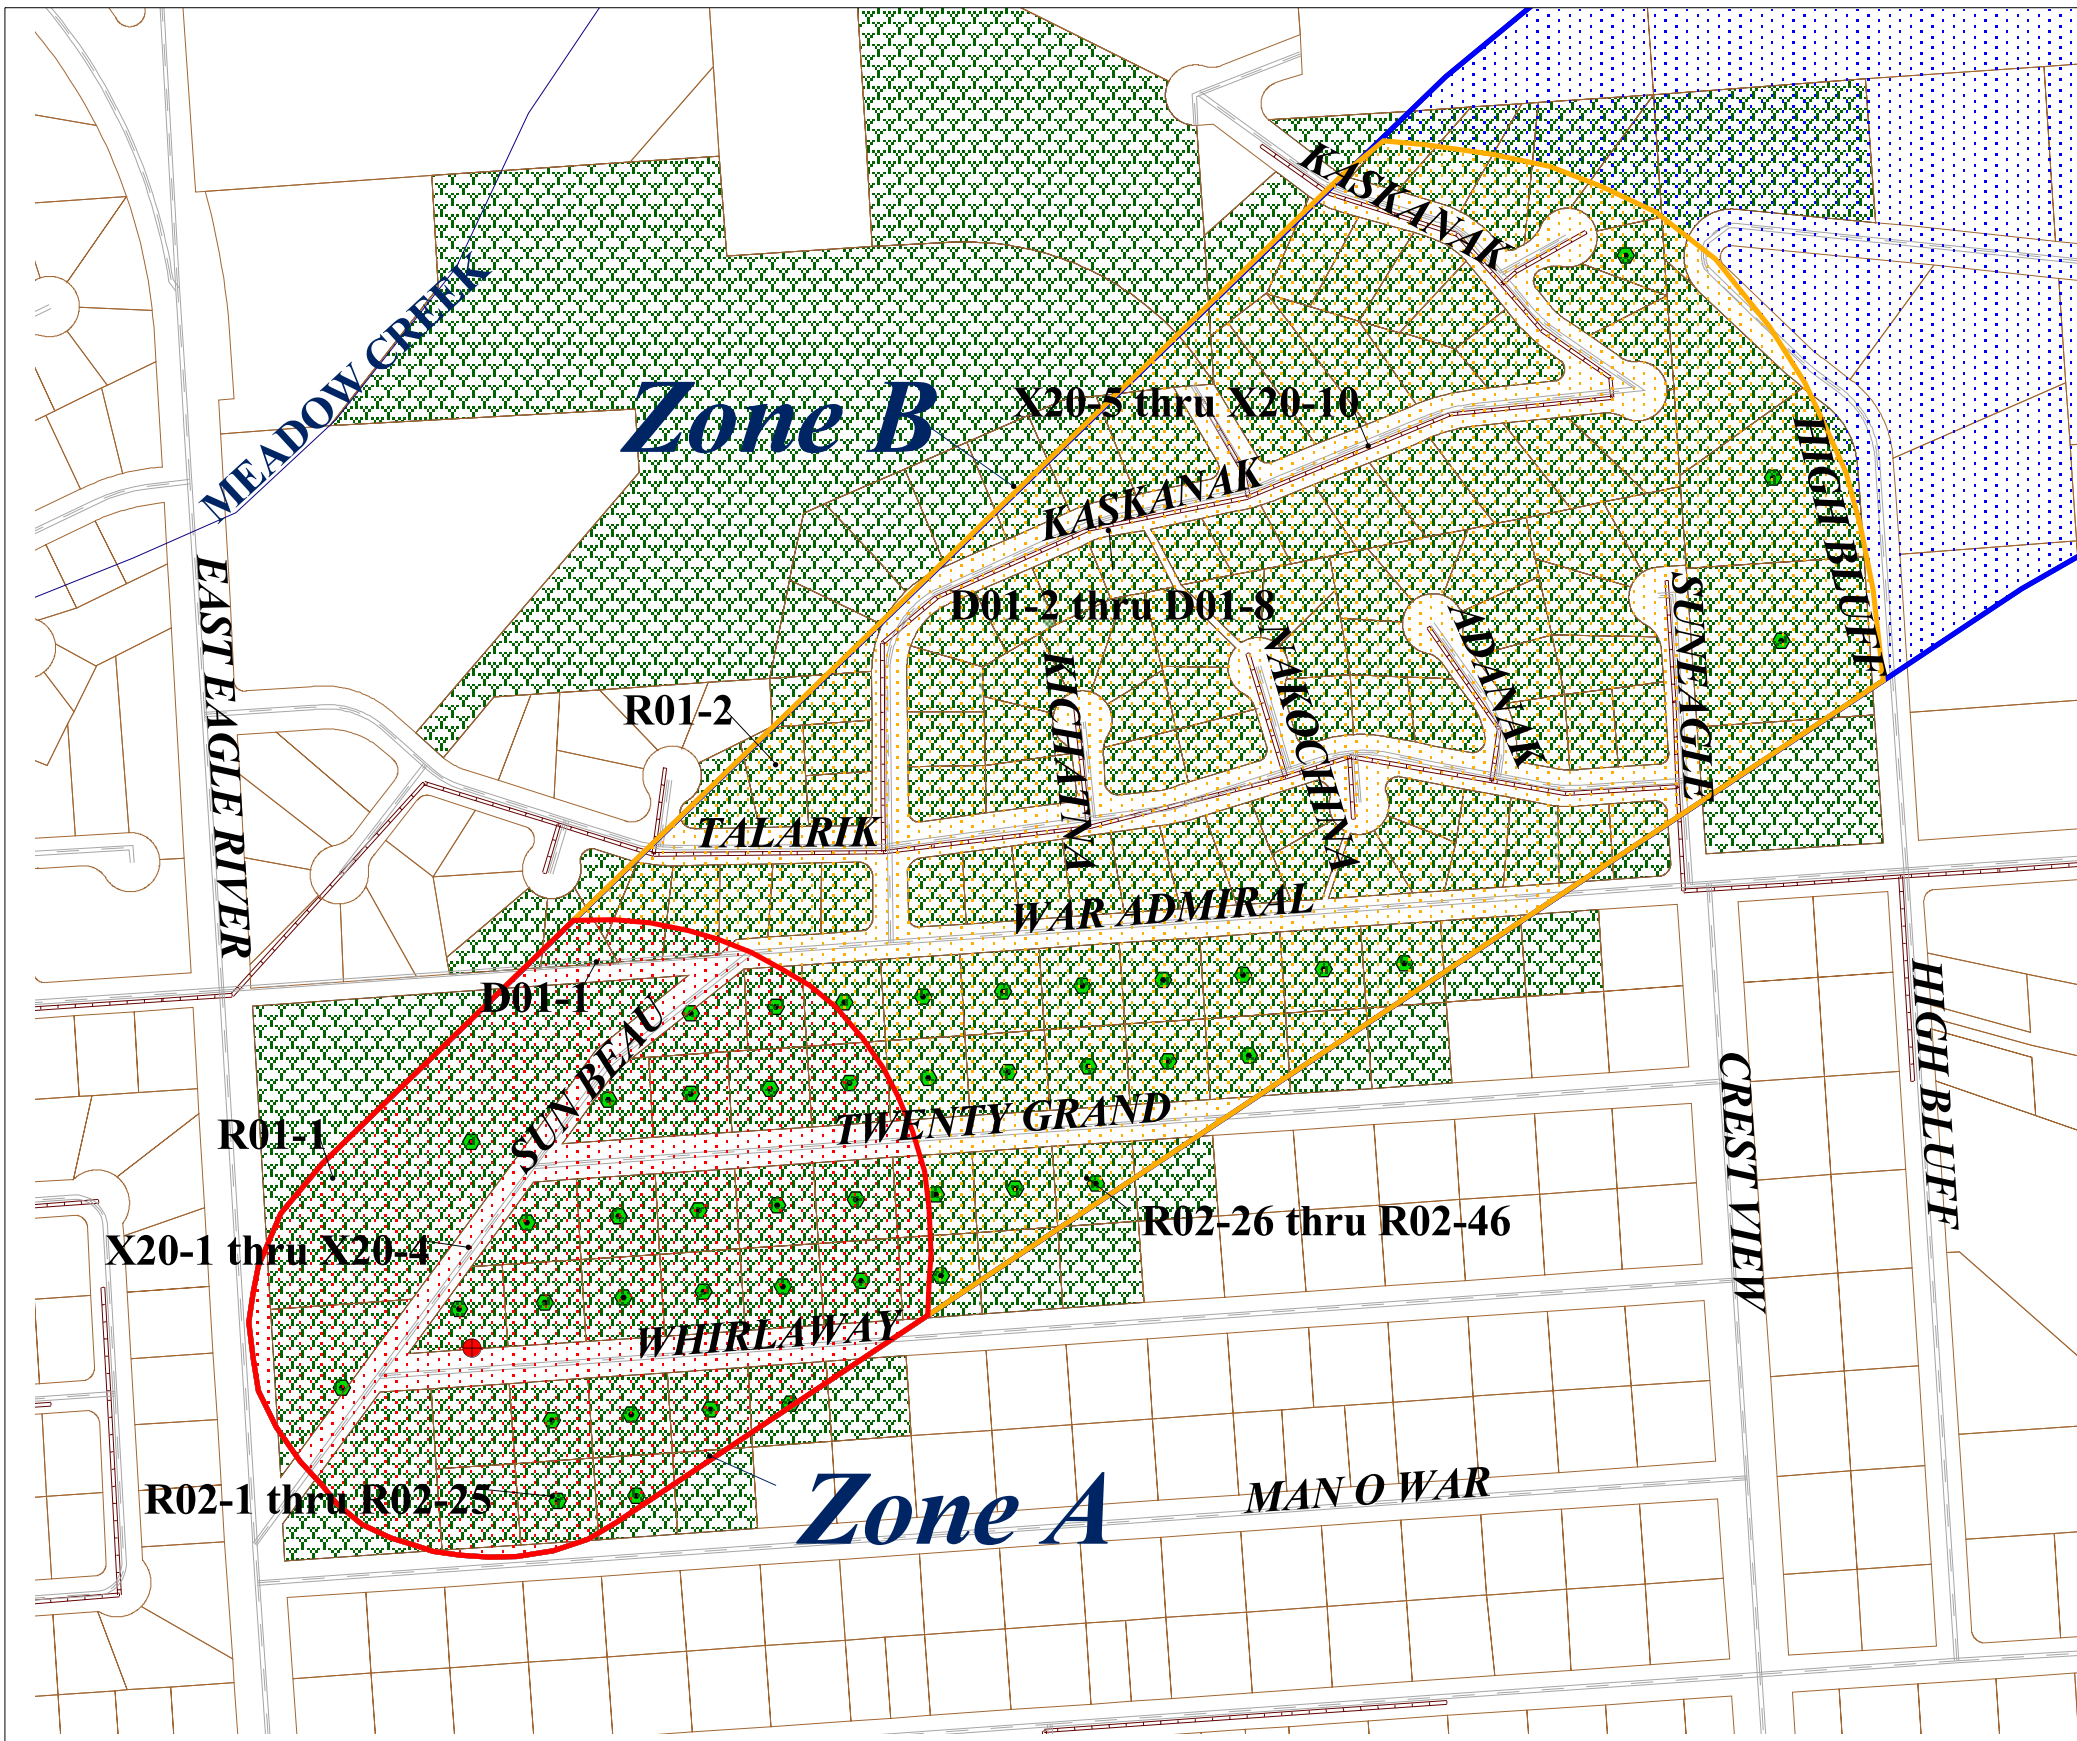 KASKANAK
MEADOW CREEK
Zone B
X20-5 thru X20-10
HIGH BLUFF
KASKANAK
EAST EAGLE RIVER
D01-2 thru D01-8
SUNEAGLE
ADANAK
NAKOCHNA
KICHATNA
R01-2
TALARIK
WAR ADMIRAL
D01-1
SUN BEAU
HIGH BLUFF
CREST VIEW
R01-1
TWENTY GRAND
R02-26 thru R02-46
X20-1 thru X20-4
WHIRLAWAY
R02-1 thru R02-25
Zone A
MAN O WAR